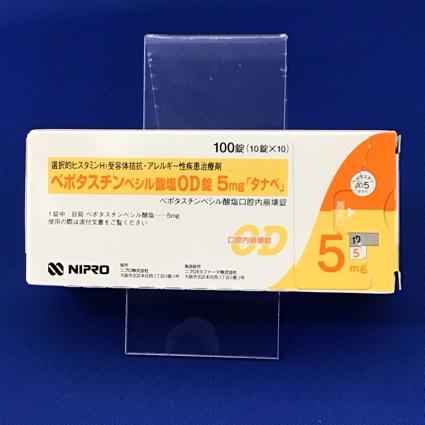 100錠(10錠×10)
選択的ヒスタミンH₁受容体拮抗・アレルギー性疾患治療剤
ベポタスチンベシル酸塩OD錠 5mg「タナベ」
ベポタスチンベシル酸塩口腔内崩壊錠
1錠中 日局 ベポタスチンベシル酸塩……5mg
使用の際は添付文書をご覧ください
口腔内崩壊錠
OD
5mg
NIPRO
販売
ニプロ株式会社
製造販売
ニプロESファーマ株式会社
OD5
5